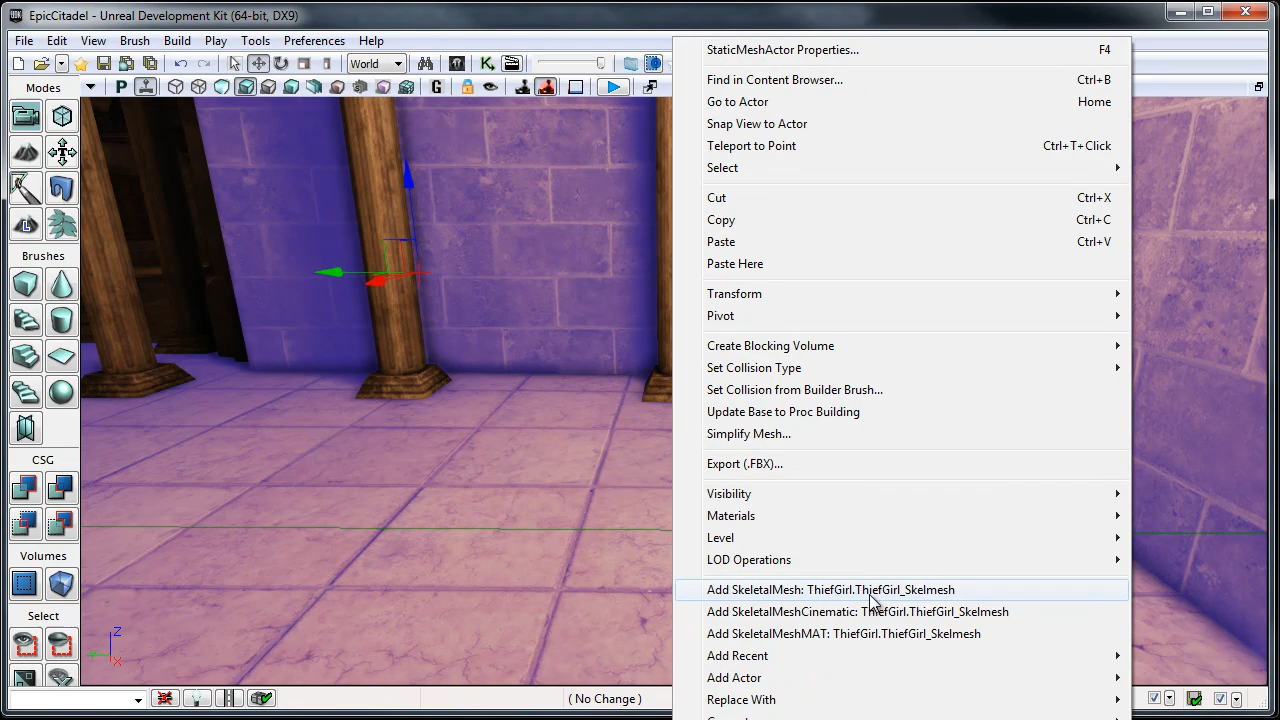 EpicCitadel - Unreal Development Kit (64-bit, DX9)
File Edit View Brush Build Play Tools Preferences Help
World
Modes
P
G
L
Brushes
CSG
Volumes
Select
Z
Y
X
( No Change )
StaticMeshActor Properties... F4
Find in Content Browser... Ctrl+B
Go to Actor Home
Snap View to Actor
Teleport to Point Ctrl+T+Click
Select
Cut Ctrl+X
Copy Ctrl+C
Paste Ctrl+V
Paste Here
Transform
Pivot
Create Blocking Volume
Set Collision Type
Set Collision from Builder Brush...
Update Base to Proc Building
Simplify Mesh...
Export (.FBX)...
Visibility
Materials
Level
LOD Operations
Add SkeletalMesh: ThiefGirl.ThiefGirl_Skelmesh
Add SkeletalMeshCinematic: ThiefGirl.ThiefGirl_Skelmesh
Add SkeletalMeshMAT: ThiefGirl.ThiefGirl_Skelmesh
Add Recent
Add Actor
Replace With